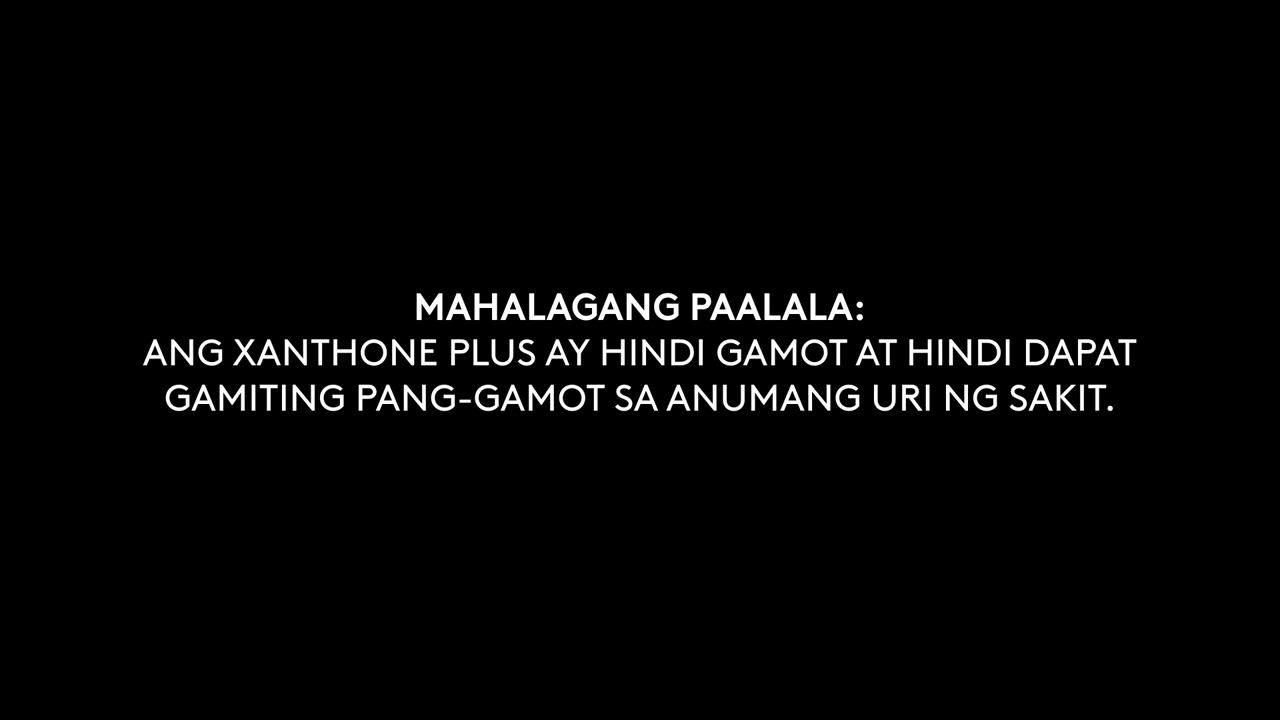 MAHALAGANG PAALALA:
ANG XANTHONE PLUS AY HINDI GAMOT AT HINDI DAPAT
GAMITING PANG-GAMOT SA ANUMANG URI NG SAKIT.